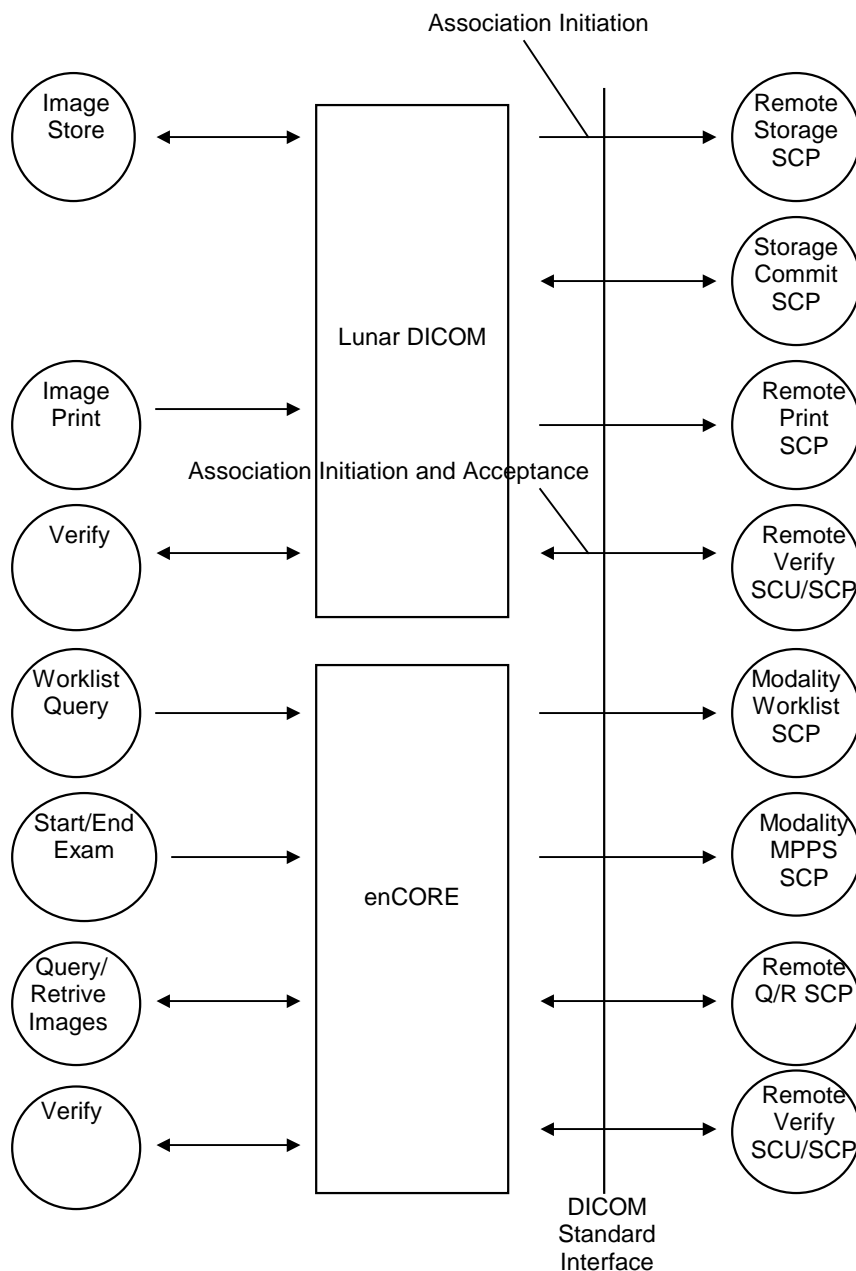 Association Initiation
Image
Store
Remote
Storage
SCP
Storage
Commit
SCP
Lunar DICOM
Image
Print
Remote
Print
SCP
Association Initiation and Acceptance
Verify
Remote
Verify
SCU/SCP
Worklist
Query
Modality
Worklist
SCP
Start/End
Exam
Modality
MPPS
SCP
enCORE
Query/
Retrive
Images
Remote
Q/R SCP
Verify
Remote
Verify
SCU/SCP
DICOM
Standard
Interface